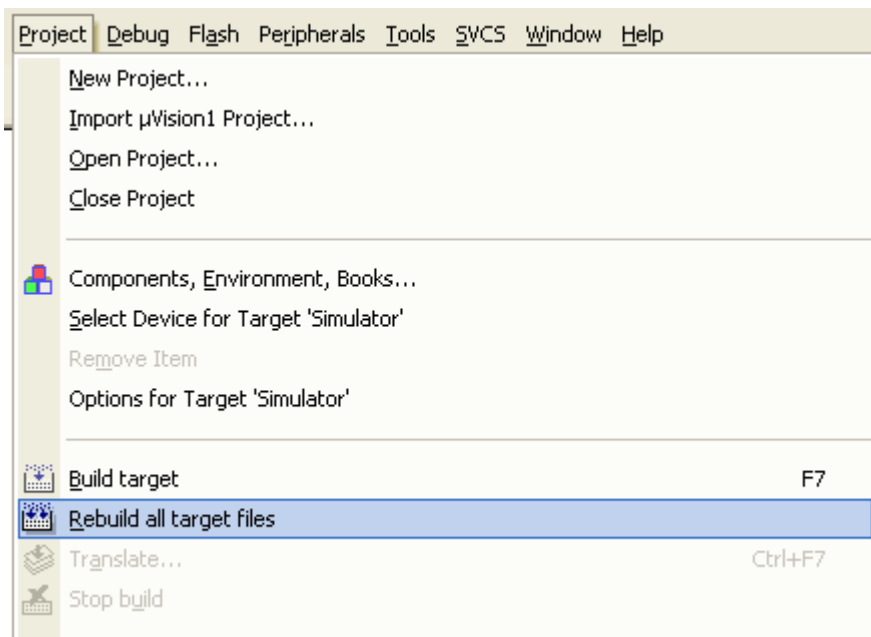 Project Debug Flash Peripherals Tools SVCS Window Help
New Project...
Import µVision1 Project...
Open Project...
Close Project
Components, Environment, Books...
Select Device for Target 'Simulator'
Remove Item
Options for Target 'Simulator'
Build target F7
Rebuild all target files
Translate... Ctrl+F7
Stop build